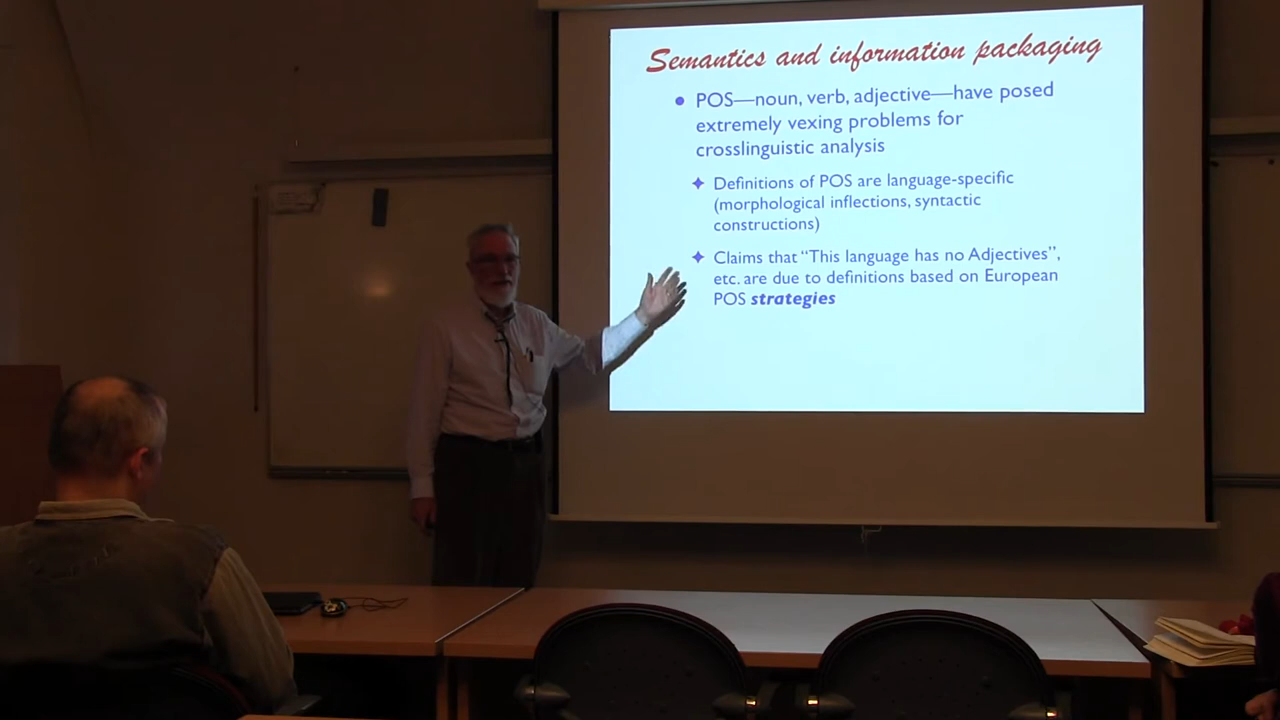 Semantics and information packaging
● POS—noun, verb, adjective—have posed
extremely vexing problems for
crosslinguistic analysis
✦ Definitions of POS are language-specific
(morphological inflections, syntactic
constructions)
✦ Claims that “This language has no Adjectives”,
etc. are due to definitions based on European
POS strategies